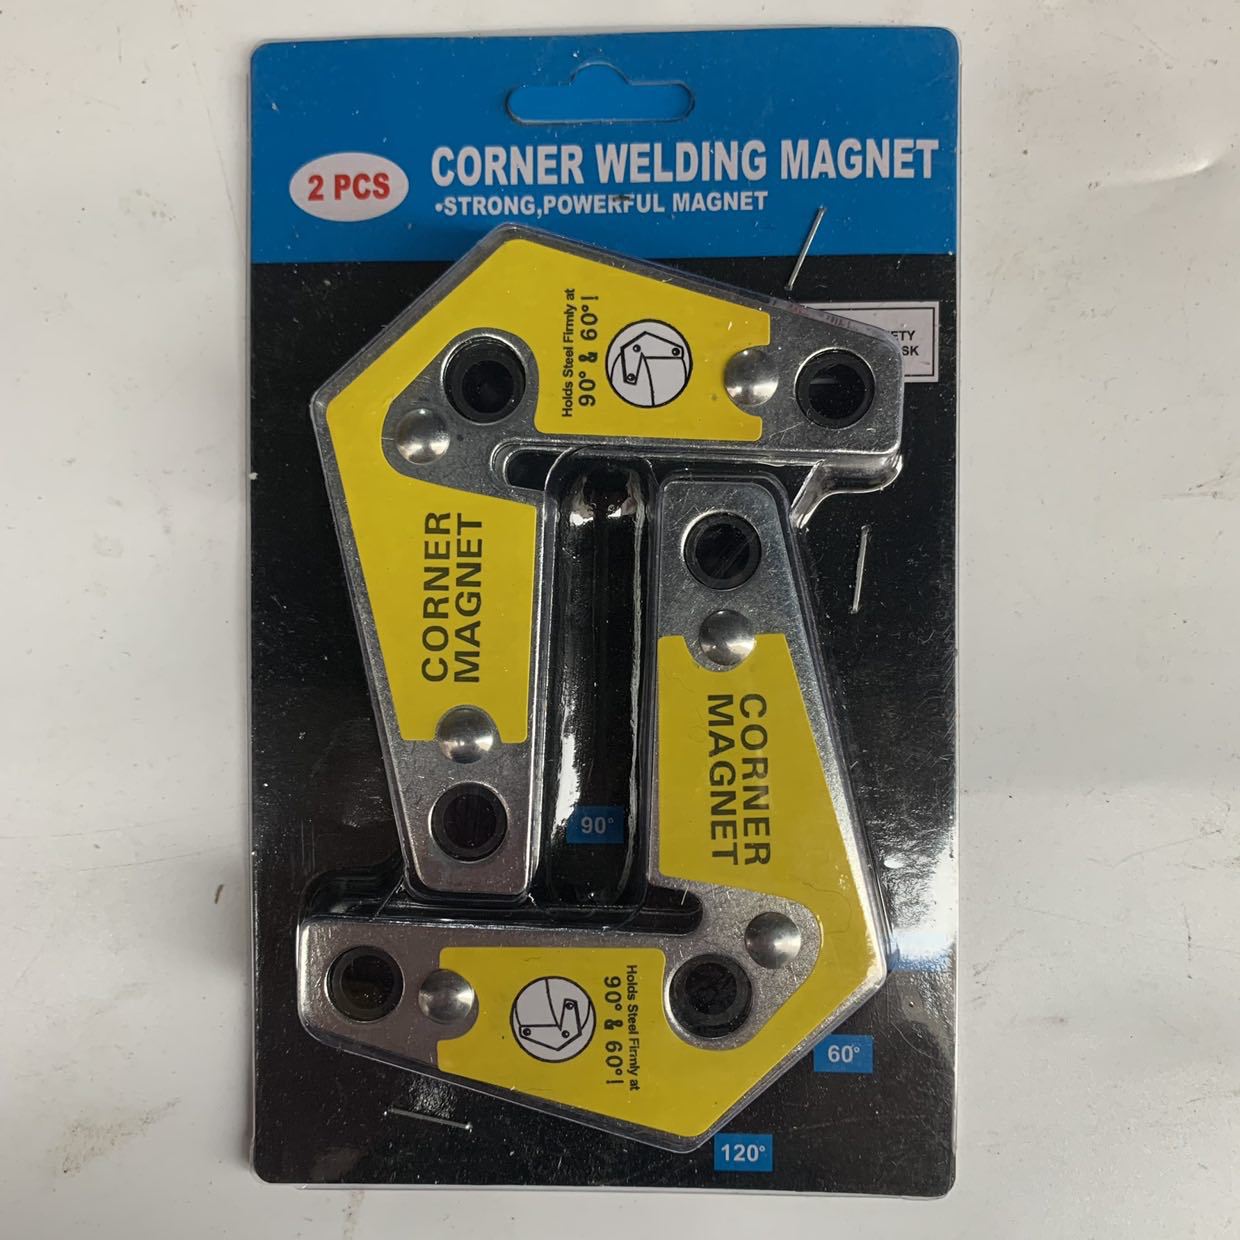 2 PCS
CORNER WELDING MAGNET
•STRONG,POWERFUL MAGNET
Holds Steel Firmly at
90° & 60°!
CORNER
MAGNET
CORNER
MAGNET
90°
Holds Steel Firmly at
90° & 60°!
60°
120°